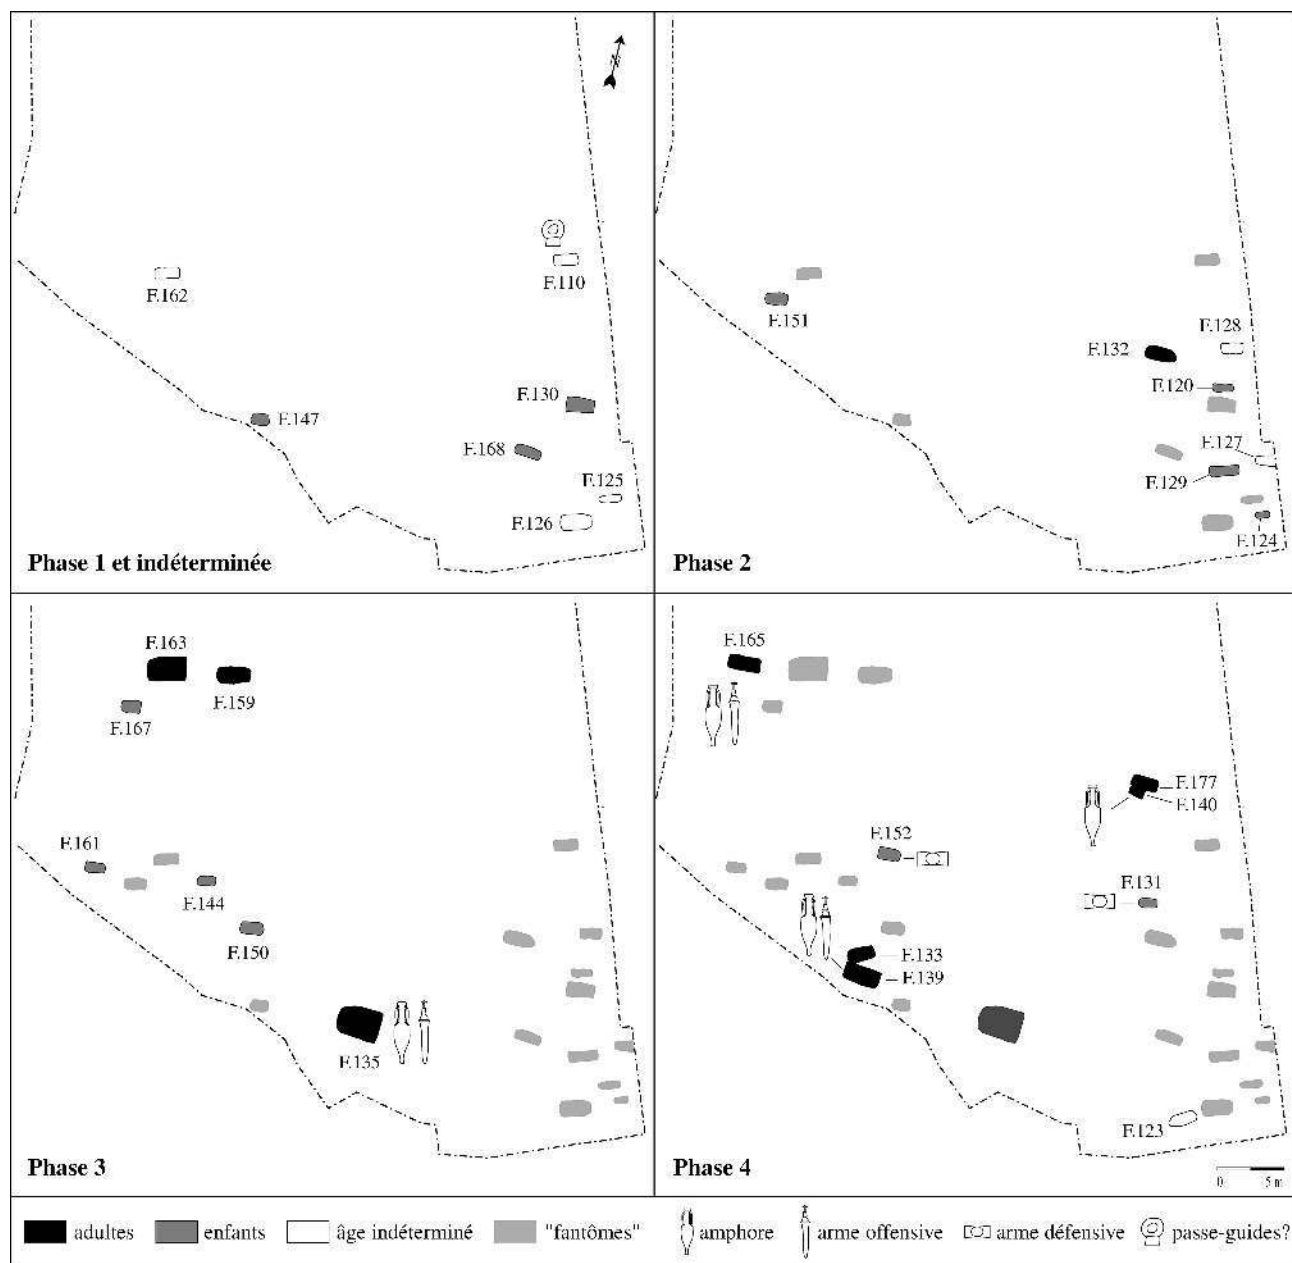 N
F.110
F.162
F.130
F.147
F.168
F.125
F.126
Phase 1 et indéterminée
F.151
F.128
F.132
F.120
F.127
F.129
F.124
Phase 2
F.163
F.159
F.167
F.161
F.144
F.150
F.135
Phase 3
F.165
F.177
F.140
F.152
F.131
F.133
F.139
F.123
Phase 4
0 5 m
adultes enfants âge indéterminé "fantômes" amphore arme offensive arme défensive passe-guides?